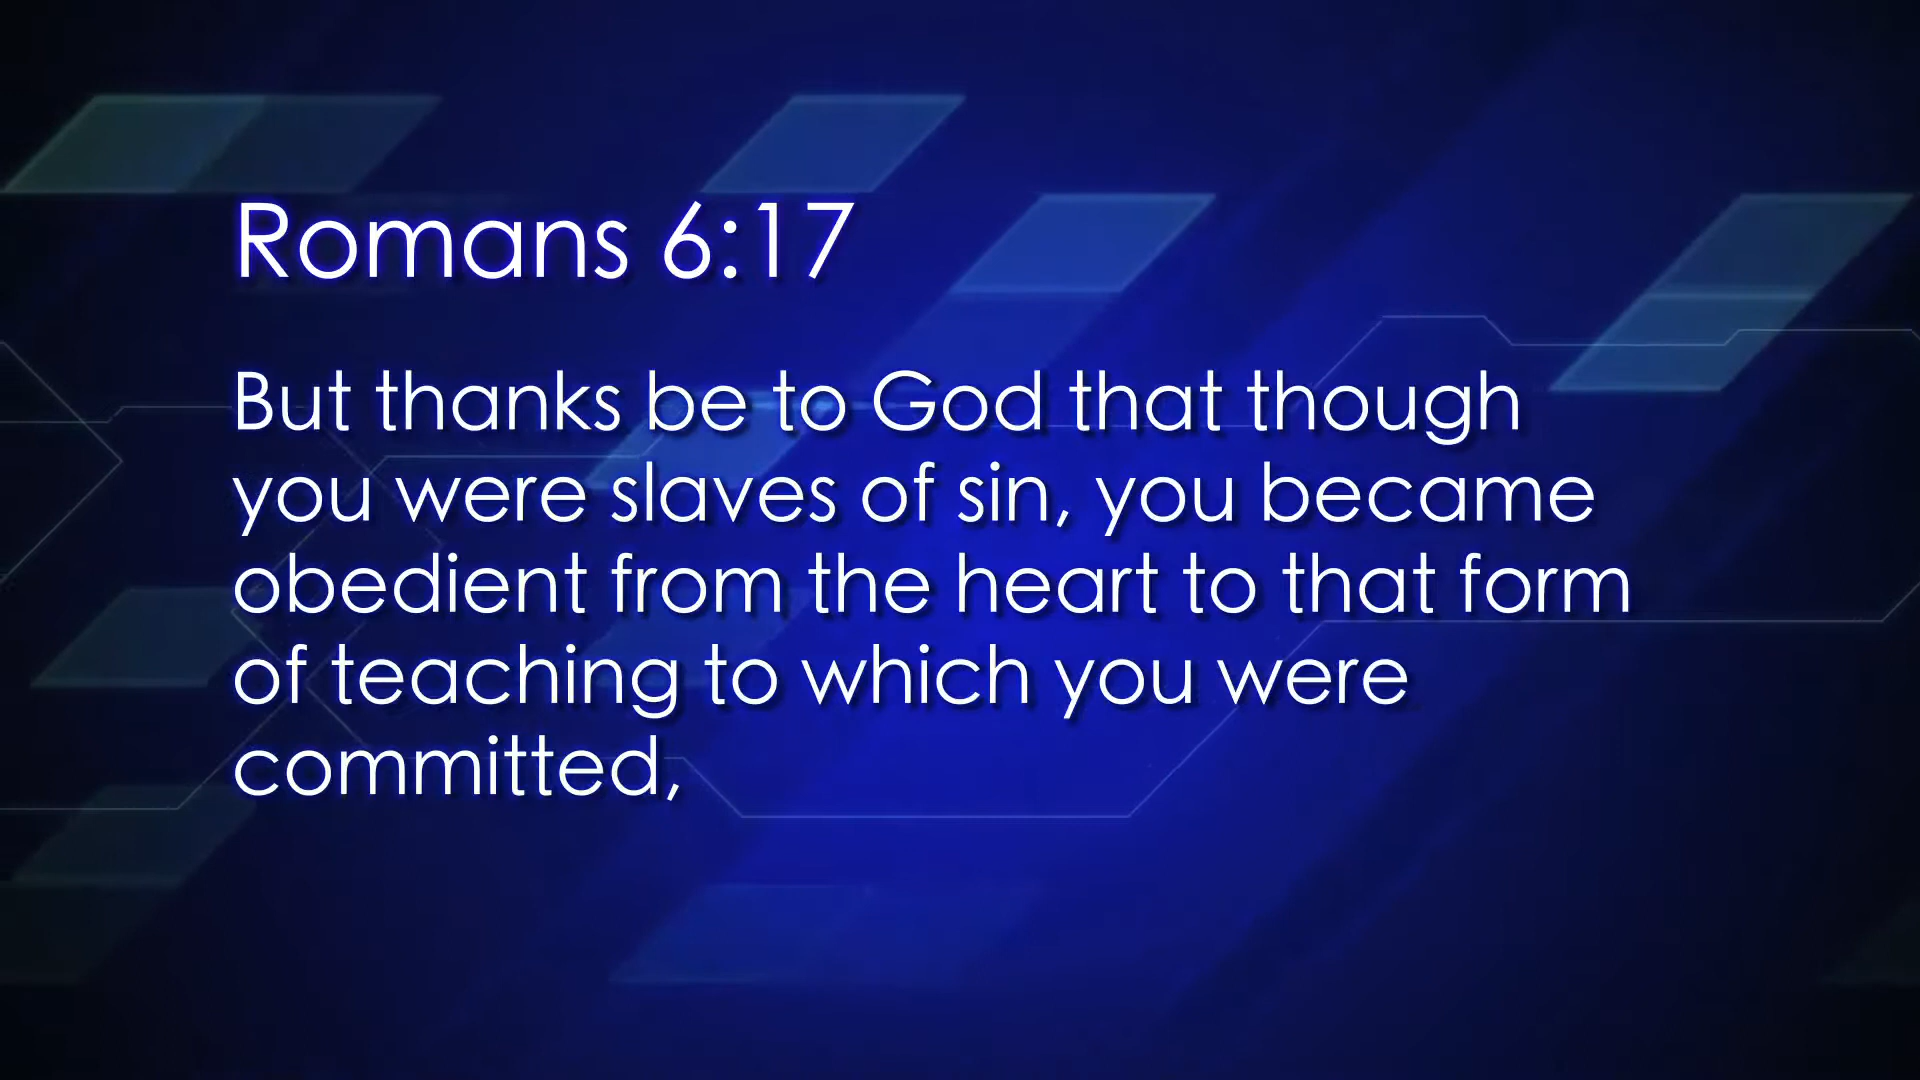 Romans 6:17
But thanks be to God that though
you were slaves of sin, you became
obedient from the heart to that form
of teaching to which you were
committed,